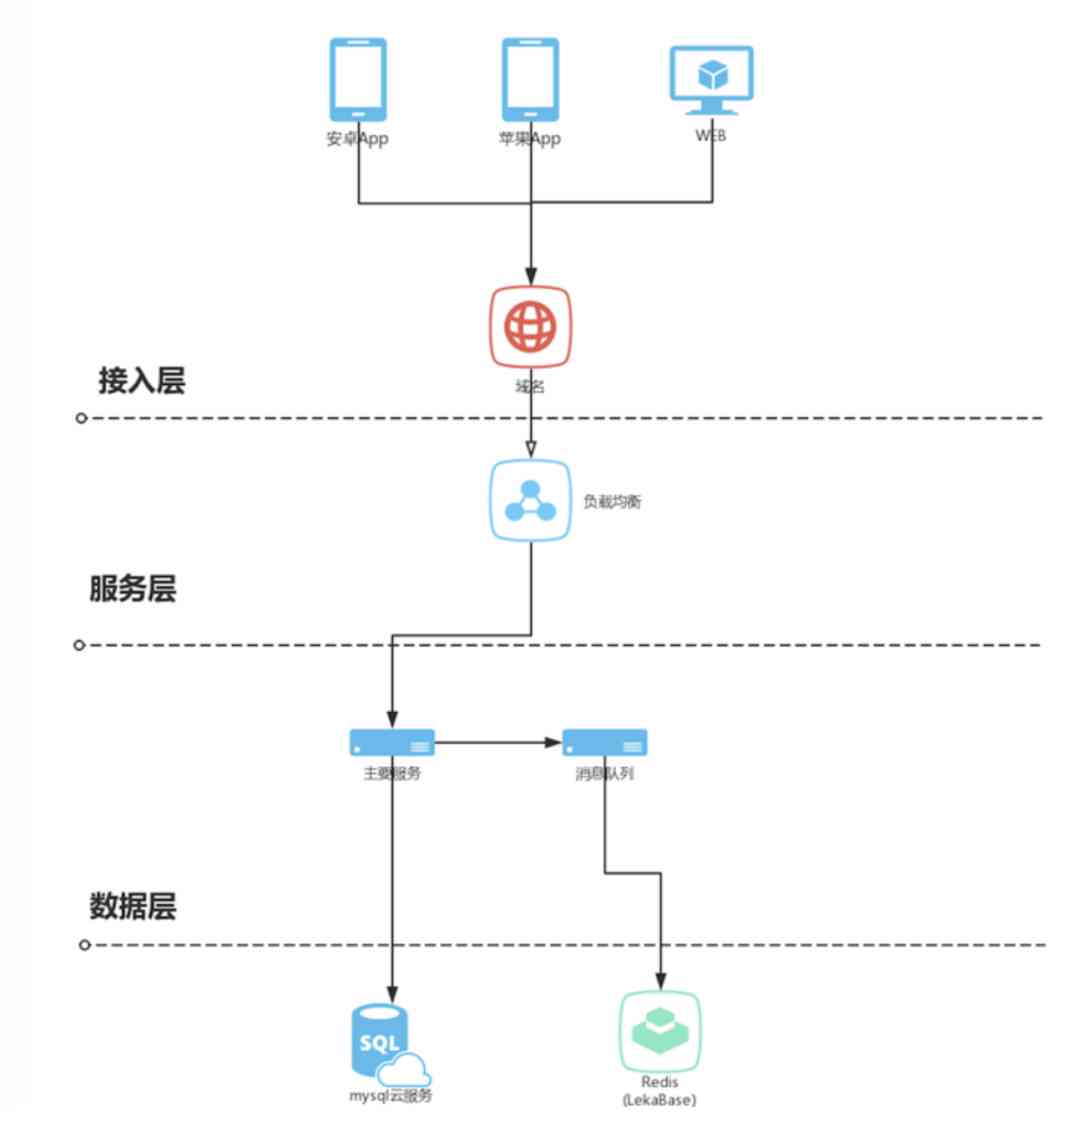 安卓App
苹果App
WEB
域名
接入层
负载均衡
服务层
主要服务
消息队列
数据层
SQL
mysql云服务
Redis
(LekaBase)